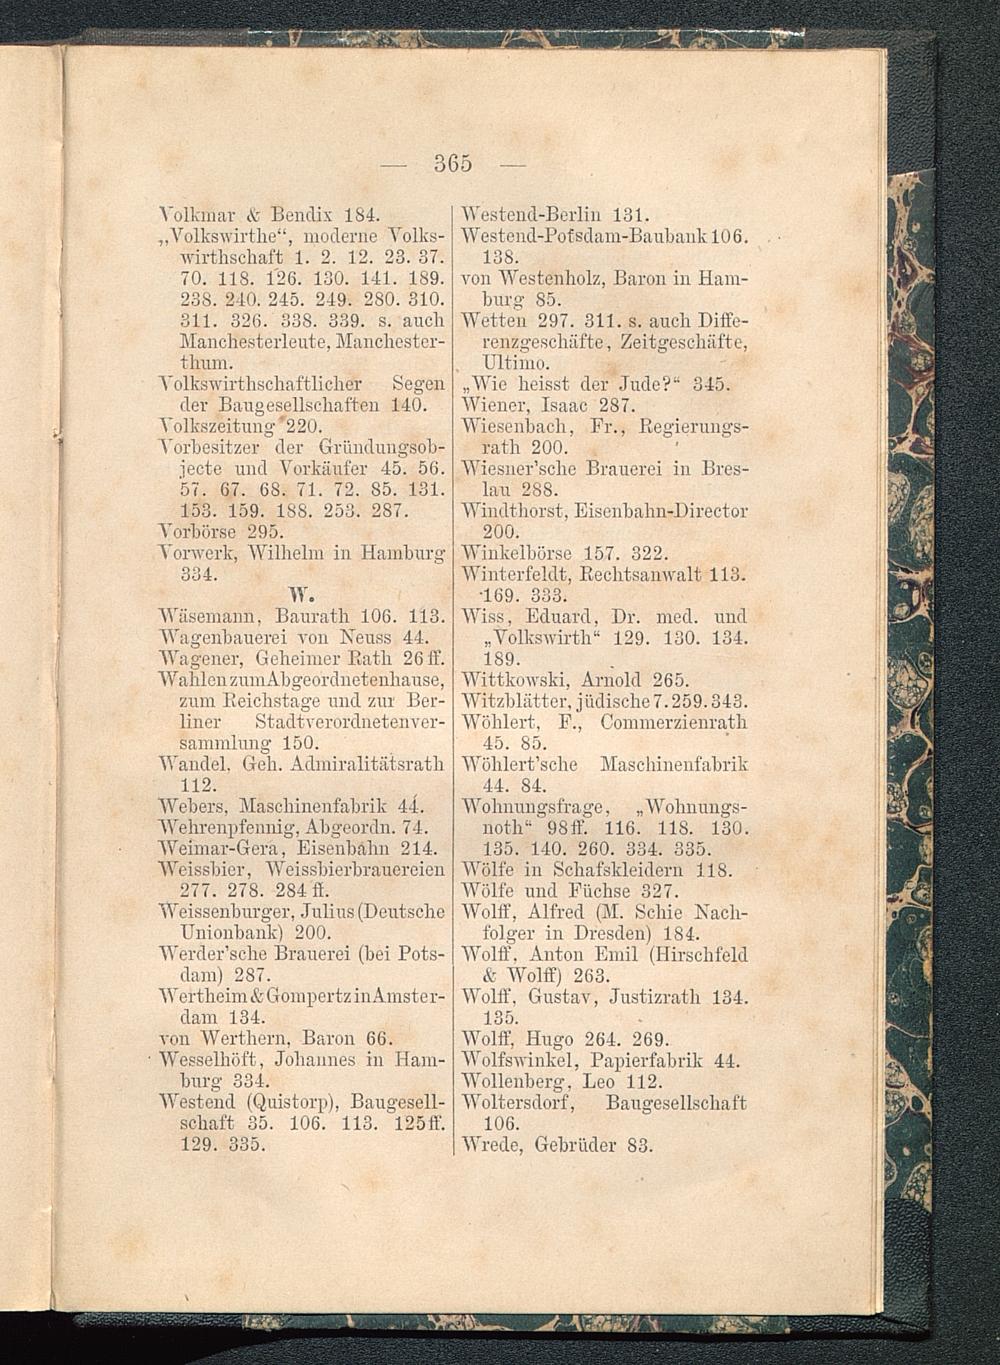 — 365 —
Volkmar & Bendix 184.
„Volkswirthe“, moderne Volks-
wirthschaft 1. 2. 12. 23. 37.
70. 118. 126. 130. 141. 189.
238. 240. 245. 249. 280. 310.
311. 326. 338. 339. s. auch
Manchesterleute, Manchester-
thum.
Volkswirthschaftlicher Segen
der Baugesellschaften 140.
Volkszeitung 220.
Vorbesitzer der Gründungsob-
jecte und Vorkäufer 45. 56.
57. 67. 68. 71. 72. 85. 131.
153. 159. 188. 253. 287.
Vorbörse 295.
Vorwerk, Wilhelm in Hamburg
334.
W.
Wäsemann, Baurath 106. 113.
Wagenbauerei von Neuss 44.
Wagener, Geheimer Rath 26 ff.
Wahlen zum Abgeordnetenhause,
zum Reichstage und zur Ber-
liner Stadtverordnetenver-
sammlung 150.
Wandel, Geh. Admiralitätsrath
112.
Webers, Maschinenfabrik 44.
Wehrenpfennig, Abgeordn. 74.
Weimar-Gera, Eisenbahn 214.
Weissbier, Weissbierbrauereien
277. 278. 284 ff.
Weissenburger, Julius (Deutsche
Unionbank) 200.
Werder'sche Brauerei (bei Pots-
dam) 287.
Wertheim & Gompertz in Amster-
dam 134.
von Werthern, Baron 66.
Wesselhöft, Johannes in Ham-
burg 334.
Westend (Quistorp), Baugesell-
schaft 35. 106. 113. 125 ff.
129. 335.
Westend-Berlin 131.
Westend-Potsdam-Baubank 106.
138.
von Westenholz, Baron in Ham-
burg 85.
Wetten 297. 311. s. auch Diffe-
renzgeschäfte, Zeitgeschäfte,
Ultimo.
„Wie heisst der Jude?“ 345.
Wiener, Isaac 287.
Wiesenbach, Fr., Regierungs-
rath 200.
Wiesner'sche Brauerei in Bres-
lau 288.
Windthorst, Eisenbahn-Director
200.
Winkelbörse 157. 322.
Winterfeldt, Rechtsanwalt 113.
169. 333.
Wiss, Eduard, Dr. med. und
„Volkswirth“ 129. 130. 134.
189.
Wittkowski, Arnold 265.
Witzblätter, jüdische 7. 259. 343.
Wöhlert, F., Commerzienrath
45. 85.
Wöhlert'sche Maschinenfabrik
44. 84.
Wohnungsfrage, „Wohnungs-
noth“ 98 ff. 116. 118. 130.
135. 140. 260. 334. 335.
Wölfe in Schafskleidern 118.
Wölfe und Füchse 327.
Wolff, Alfred (M. Schie Nach-
folger in Dresden) 184.
Wolff, Anton Emil (Hirschfeld
& Wolff) 263.
Wolff, Gustav, Justizrath 134.
135.
Wolff, Hugo 264. 269.
Wolfswinkel, Papierfabrik 44.
Wollenberg, Leo 112.
Woltersdorf, Baugesellschaft
106.
Wrede, Gebrüder 83.